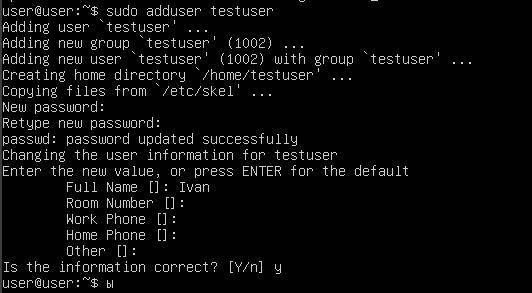 user@user:~$ sudo adduser testuser
Adding user `testuser' ...
Adding new group `testuser' (1002) ...
Adding new user `testuser' (1002) with group `testuser' ...
Creating home directory `/home/testuser' ...
Copying files from `/etc/skel' ...
New password:
Retype new password:
passwd: password updated successfully
Changing the user information for testuser
Enter the new value, or press ENTER for the default
Full Name []: Ivan
Room Number []:
Work Phone []:
Home Phone []:
Other []:
Is the information correct? [Y/n] y
user@user:~$ ы